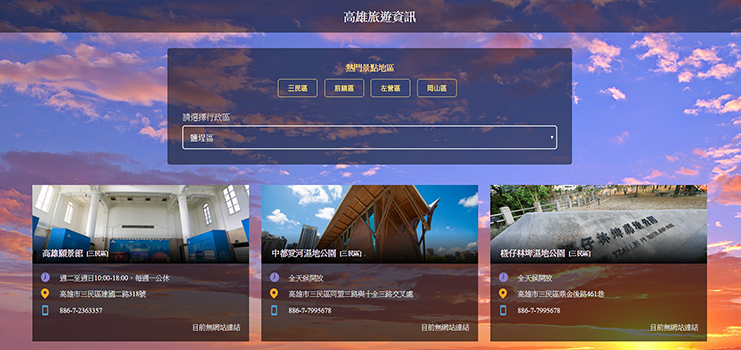 高雄旅遊資訊
熱門景點地區
三民區 前鎮區 左營區 岡山區
請選擇行政區
鹽埕區
高雄願景館 [三民區]
週二至週日10:00-18:00，每週一公休
高雄市三民區建國二路318號
886-7-2363357
目前無網站連結
中都愛河濕地公園 [三民區]
全天候開放
高雄市三民區同盟三路與十全三路交叉處
886-7-7995678
目前無網站連結
檨仔林埤濕地公園 [三民區]
全天候開放
高雄市三民區鼎金後路461巷
886-7-7995678
目前無網站連結